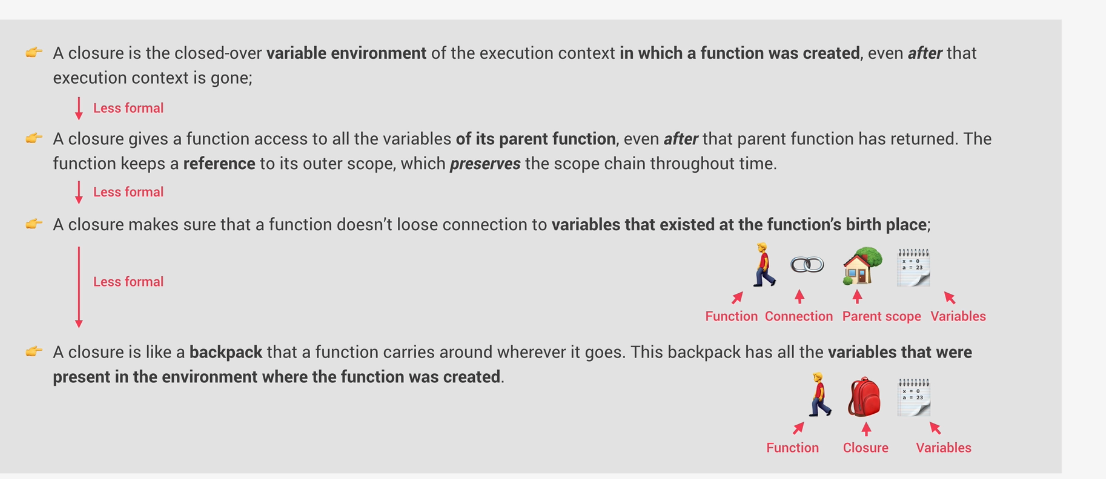 👉 A closure is the closed-over variable environment of the execution context in which a function was created, even after that
execution context is gone;
Less formal
👉 A closure gives a function access to all the variables of its parent function, even after that parent function has returned. The
function keeps a reference to its outer scope, which preserves the scope chain throughout time.
Less formal
👉 A closure makes sure that a function doesn't loose connection to variables that existed at the function's birth place;
x = 0
a = 23
Less formal
Function Connection Parent scope Variables
👉 A closure is like a backpack that a function carries around wherever it goes. This backpack has all the variables that were
present in the environment where the function was created.
x = 0
a = 23
Function Closure Variables